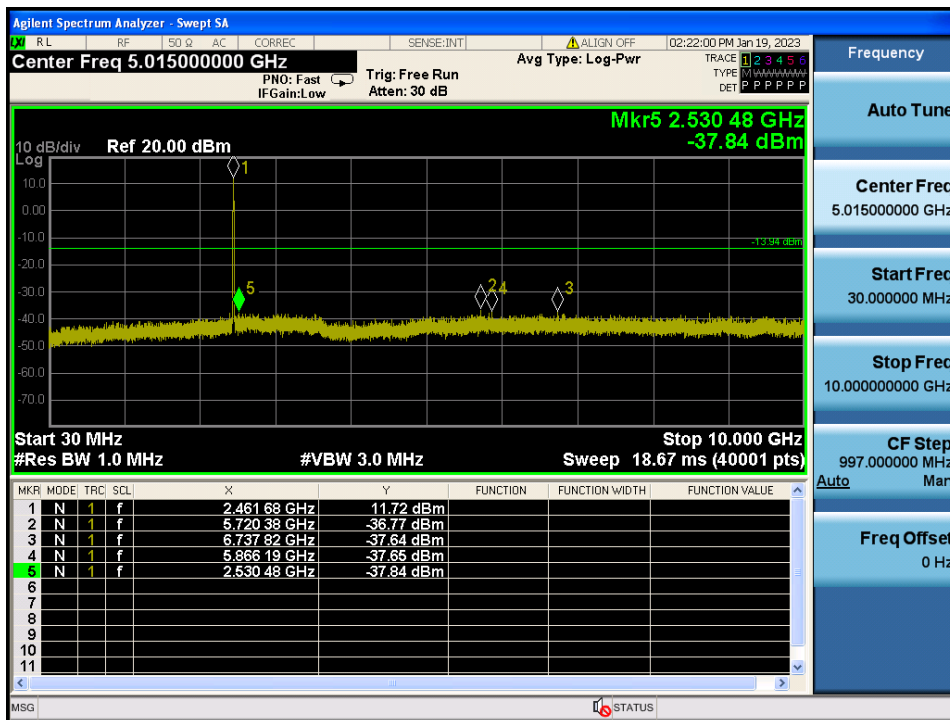 Agilent Spectrum Analyzer - Swept SA
LXI RL RF 50 Ω AC CORREC SENSE:INT ALIGN OFF 02:22:00 PM Jan 19, 2023
Center Freq 5.015000000 GHz
PNO: Fast
IFGain:Low
Trig: Free Run
Atten: 30 dB
Avg Type: Log-Pwr
TRACE 1 2 3 4 5 6
TYPE M WWWWW
DET P P P P P P
Mkr5 2.530 48 GHz
-37.84 dBm
10 dB/div Ref 20.00 dBm
Log
10.0
0.00
-10.0
-20.0
-30.0
-40.0
-50.0
-60.0
-70.0
1
-13.94 dBm
5
2
4
3
Start 30 MHz Stop 10.000 GHz
#Res BW 1.0 MHz #VBW 3.0 MHz Sweep 18.67 ms (40001 pts)
MKR MODE TRC SCL X Y FUNCTION FUNCTION WIDTH FUNCTION VALUE
1 N 1 f 2.461 68 GHz 11.72 dBm
2 N 1 f 5.720 38 GHz -36.77 dBm
3 N 1 f 6.737 82 GHz -37.64 dBm
4 N 1 f 5.866 19 GHz -37.65 dBm
5 N 1 f 2.530 48 GHz -37.84 dBm
6
7
8
9
10
11
MSG STATUS
Frequency
Auto Tune
Center Freq
5.015000000 GHz
Start Freq
30.000000 MHz
Stop Freq
10.000000000 GHz
CF Step
997.000000 MHz
Auto Man
Freq Offset
0 Hz